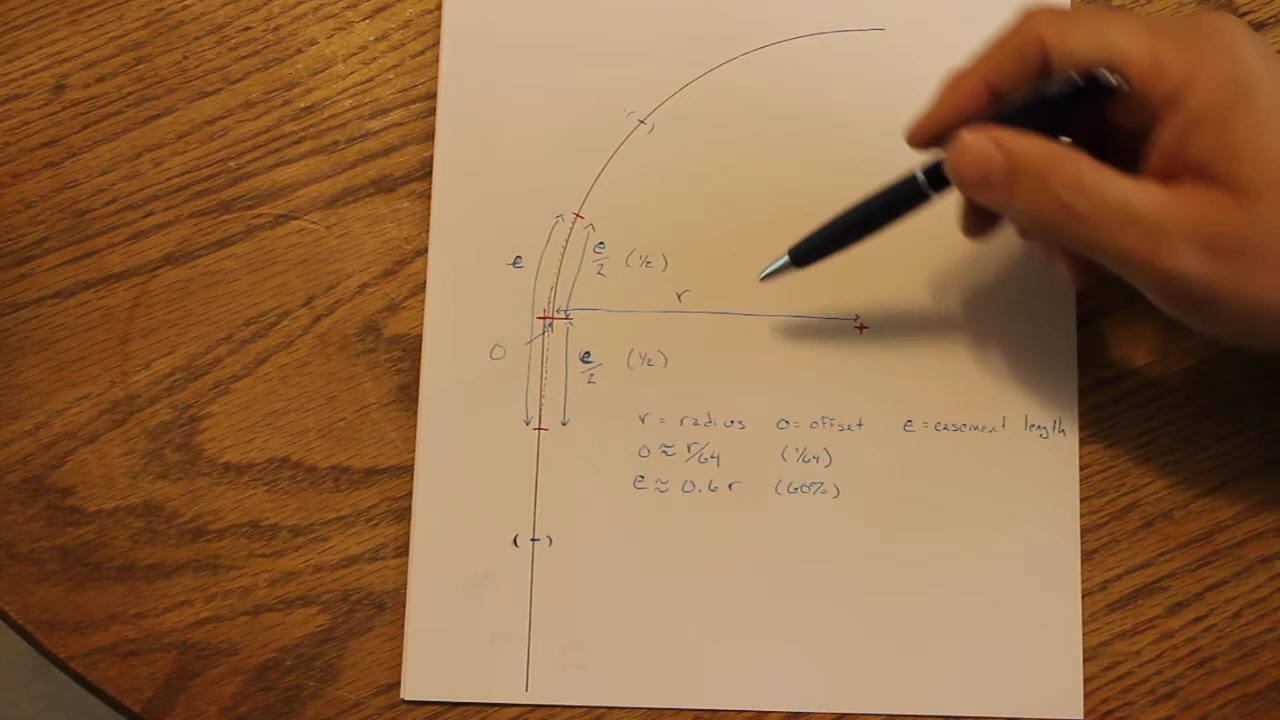 e
e/2 (1/2)
r
O
e/2 (1/2)
r = radius o = offset e = easement length
o ≈ r/64 (1/64)
e ≈ 0.6 r (60%)
( - )